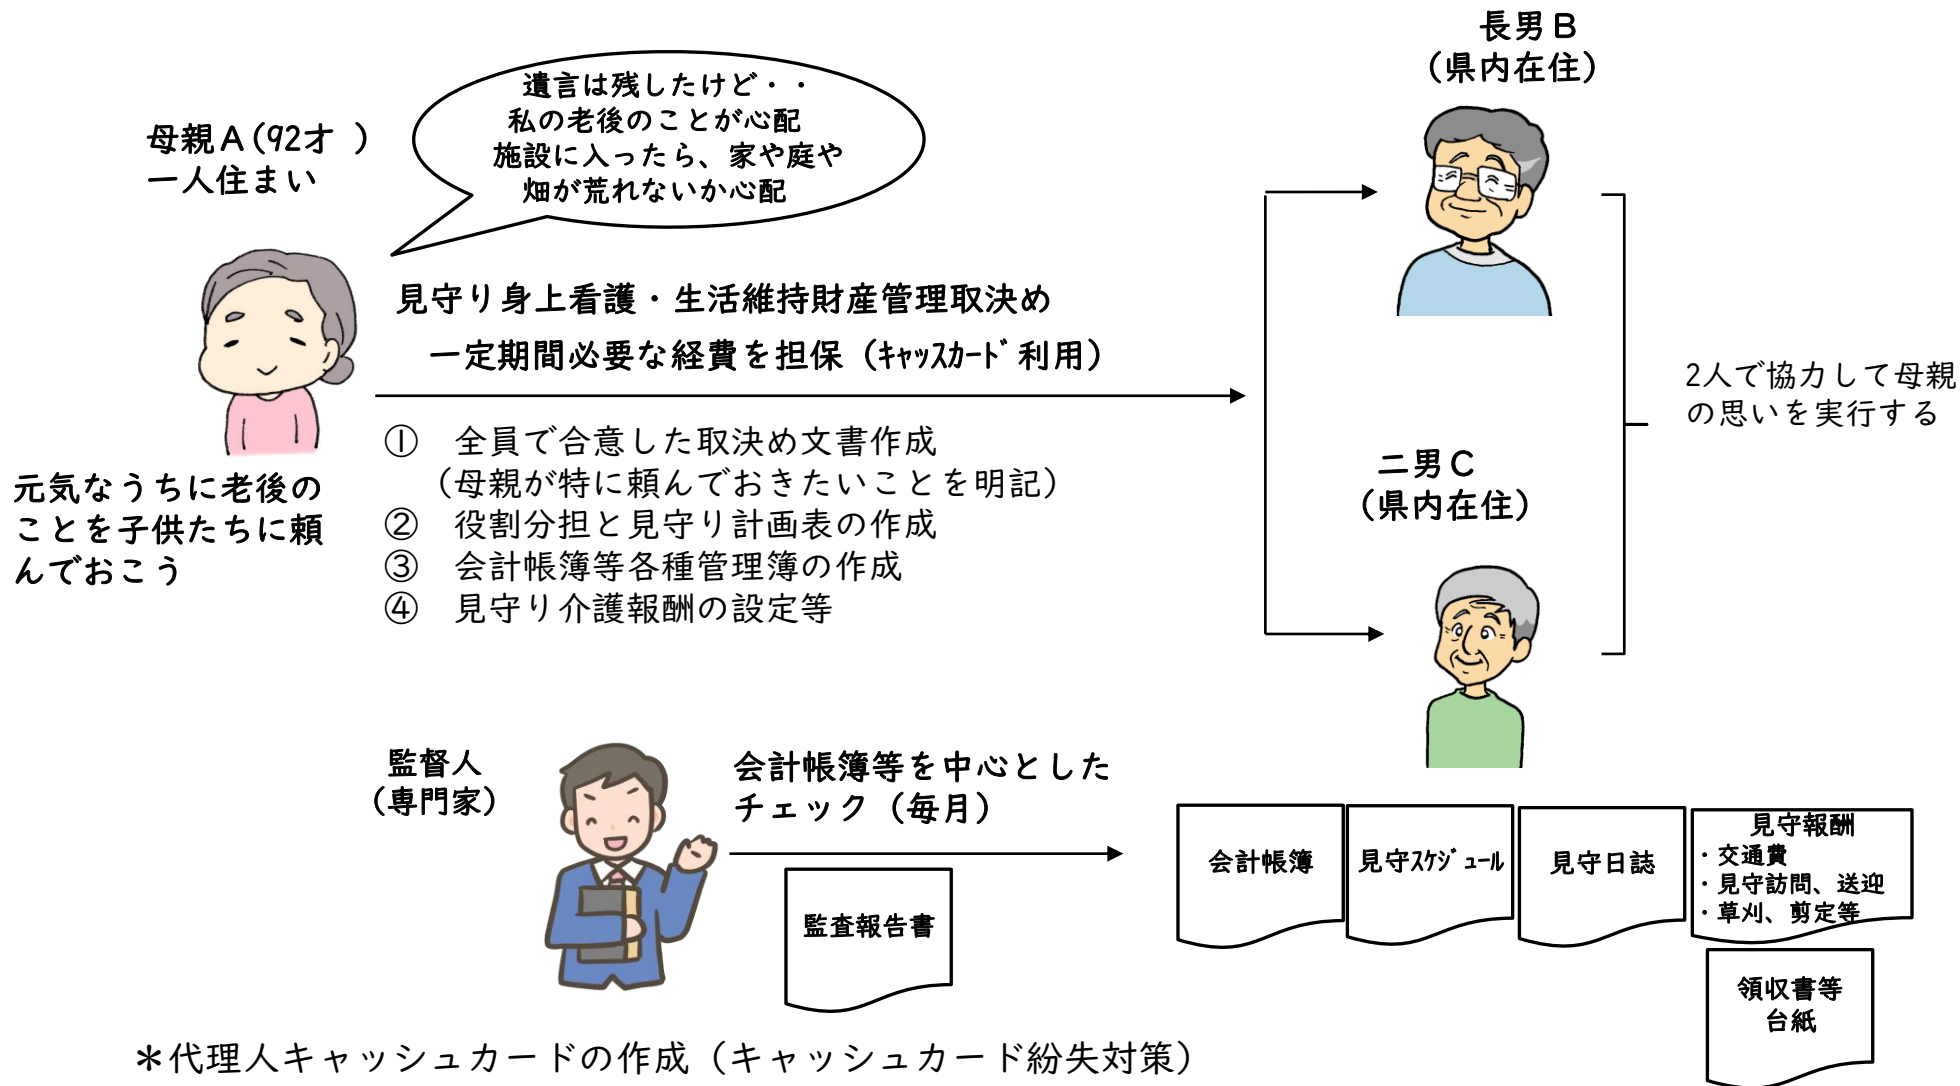 母親A(92才 )
一人住まい
遺言は残したけど・・
私の老後のことが心配
施設に入ったら、家や庭や
畑が荒れないか心配
長男B
(県内在住)
見守り身上看護・生活維持財産管理取決め
一定期間必要な経費を担保(ｷｬｯｽｶｰﾄﾞ利用)
① 全員で合意した取決め文書作成
(母親が特に頼んでおきたいことを明記)
② 役割分担と見守り計画表の作成
③ 会計帳簿等各種管理簿の作成
④ 見守り介護報酬の設定等
元気なうちに老後の
ことを子供たちに頼
んでおこう
二男C
(県内在住)
2人で協力して母親
の思いを実行する
監督人
(専門家)
会計帳簿等を中心とした
チェック(毎月)
監査報告書
会計帳簿
見守ｽｹｼﾞｭｰﾙ
見守日誌
見守報酬
・交通費
・見守訪問、送迎
・草刈、剪定等
領収書等
台紙
＊代理人キャッシュカードの作成(キャッシュカード紛失対策)